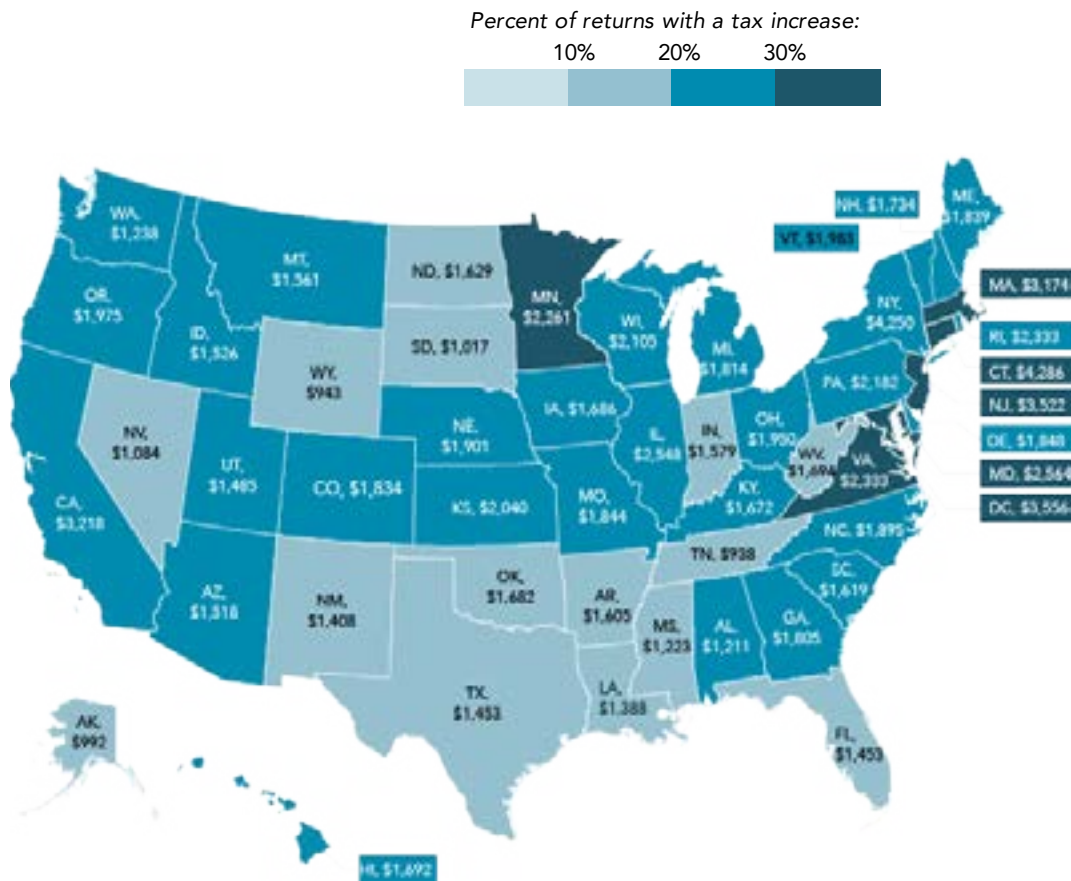 Percent of returns with a tax increase:
10% 20% 30%
WA,
$1,238
OR,
$1,975
CA,
$3,218
NV,
$1,084
ID,
$1,526
MT,
$1,561
WY,
$943
UT,
$1,485
AZ,
$1,518
CO, $1,834
NM,
$1,408
ND, $1,629
SD, $1,017
NE,
$1,901
KS, $2,040
OK,
$1,682
TX,
$1,453
MN,
$2,261
IA, $1,686
MO,
$1,844
AR,
$1,605
LA,
$1,388
WI,
$2,105
IL,
$2,548
MI,
$1,814
IN,
$1,579
OH,
$1,950
KY,
$1,672
TN, $938
MS,
$1,223
AL,
$1,211
GA,
$1,805
FL,
$1,453
SC,
$1,619
NC, $1,895
VA,
$2,333
WV,
$1,694
PA, $2,182
NY,
$4,250
VT, $1,983
NH, $1,734
ME,
$1,839
MA, $3,174
RI, $2,333
CT, $4,286
NJ, $3,522
DE, $1,848
MD, $2,564
DC, $3,556
AK,
$992
HI, $1,692